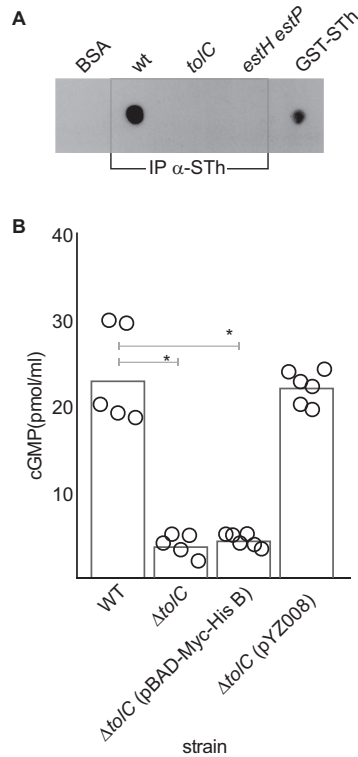 A
BSA
wt
tolC
estH estP
GST-STh
IP α-STh
B
cGMP(pmol/ml)
40
30
20
10
*
*
WT
ΔtolC
ΔtolC (pBAD-Myc-His B)
ΔtolC (pYZ008)
strain